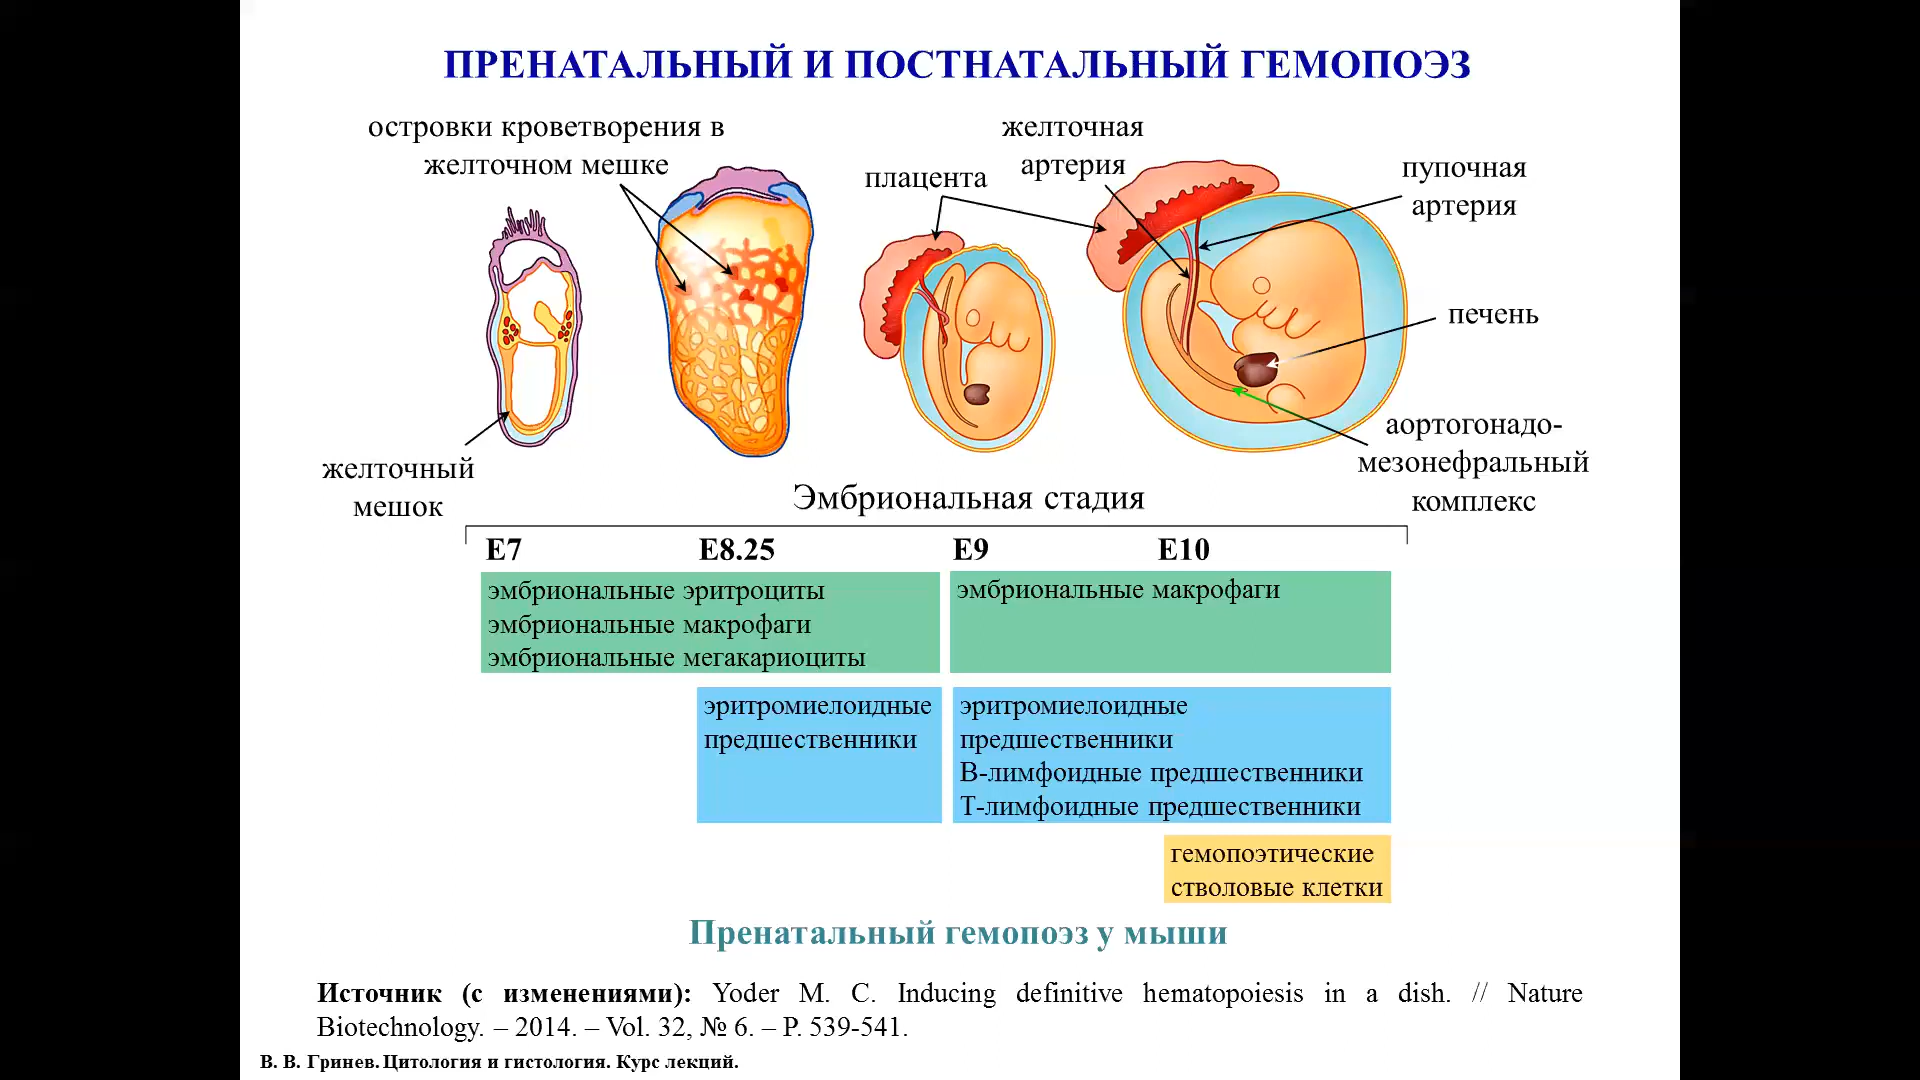 ПРЕНАТАЛЬНЫЙ И ПОСТНАТАЛЬНЫЙ ГЕМОПОЭЗ
островки кроветворения в
желточном мешке
плацента
желточная
артерия
пупочная
артерия
печень
аортогонадо-
мезонефральный
комплекс
желточный
мешок
Эмбриональная стадия
E7
E8.25
E9
E10
эмбриональные эритроциты
эмбриональные макрофаги
эмбриональные мегакариоциты
эмбриональные макрофаги
эритромиелоидные
предшественники
эритромиелоидные
предшественники
В-лимфоидные предшественники
Т-лимфоидные предшественники
гемопоэтические
стволовые клетки
Пренатальный гемопоэз у мыши
Источник (с изменениями): Yoder M. C. Inducing definitive hematopoiesis in a dish. // Nature
Biotechnology. – 2014. – Vol. 32, № 6. – P. 539-541.
В. В. Гринев. Цитология и гистология. Курс лекций.